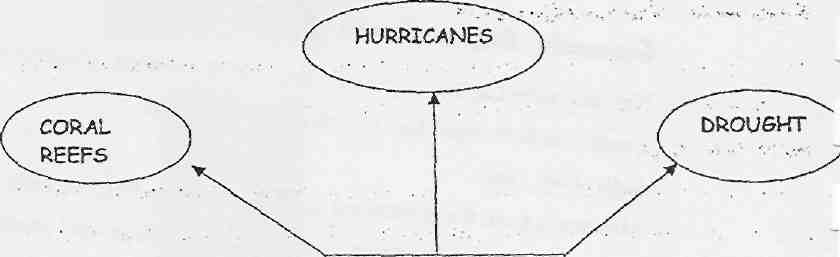 HURRICANES
CORAL
REEFS
DROUGHT